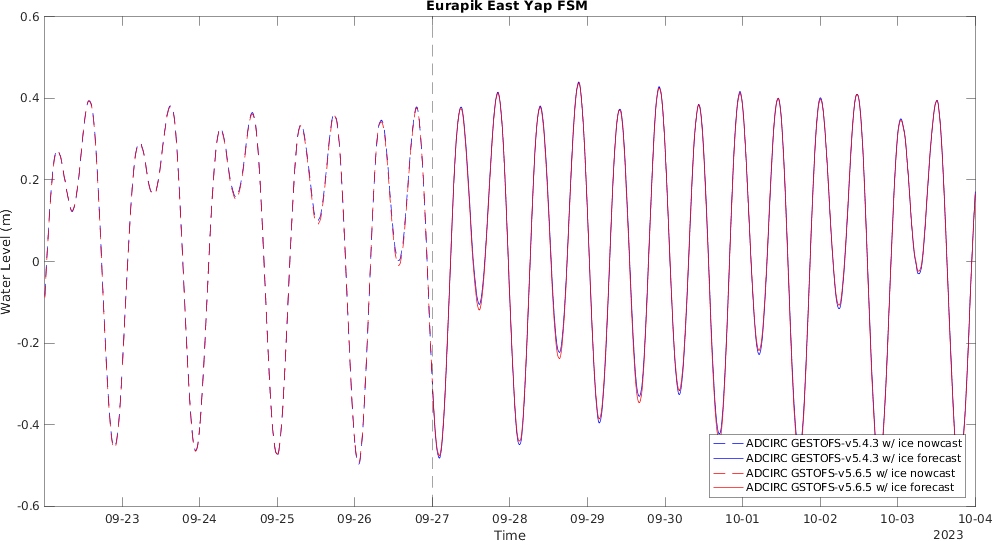 Eurapik East Yap FSM
0.6
0.4
0.2
0
-0.2
-0.4
-0.6
Water Level (m)
ADCIRC GESTOFS-v5.4.3 w/ ice nowcast
ADCIRC GESTOFS-v5.4.3 w/ ice forecast
ADCIRC GSTOFS-v5.6.5 w/ ice nowcast
ADCIRC GSTOFS-v5.6.5 w/ ice forecast
09-23 09-24 09-25 09-26 09-27 09-28 09-29 09-30 10-01 10-02 10-03 10-04
Time
2023